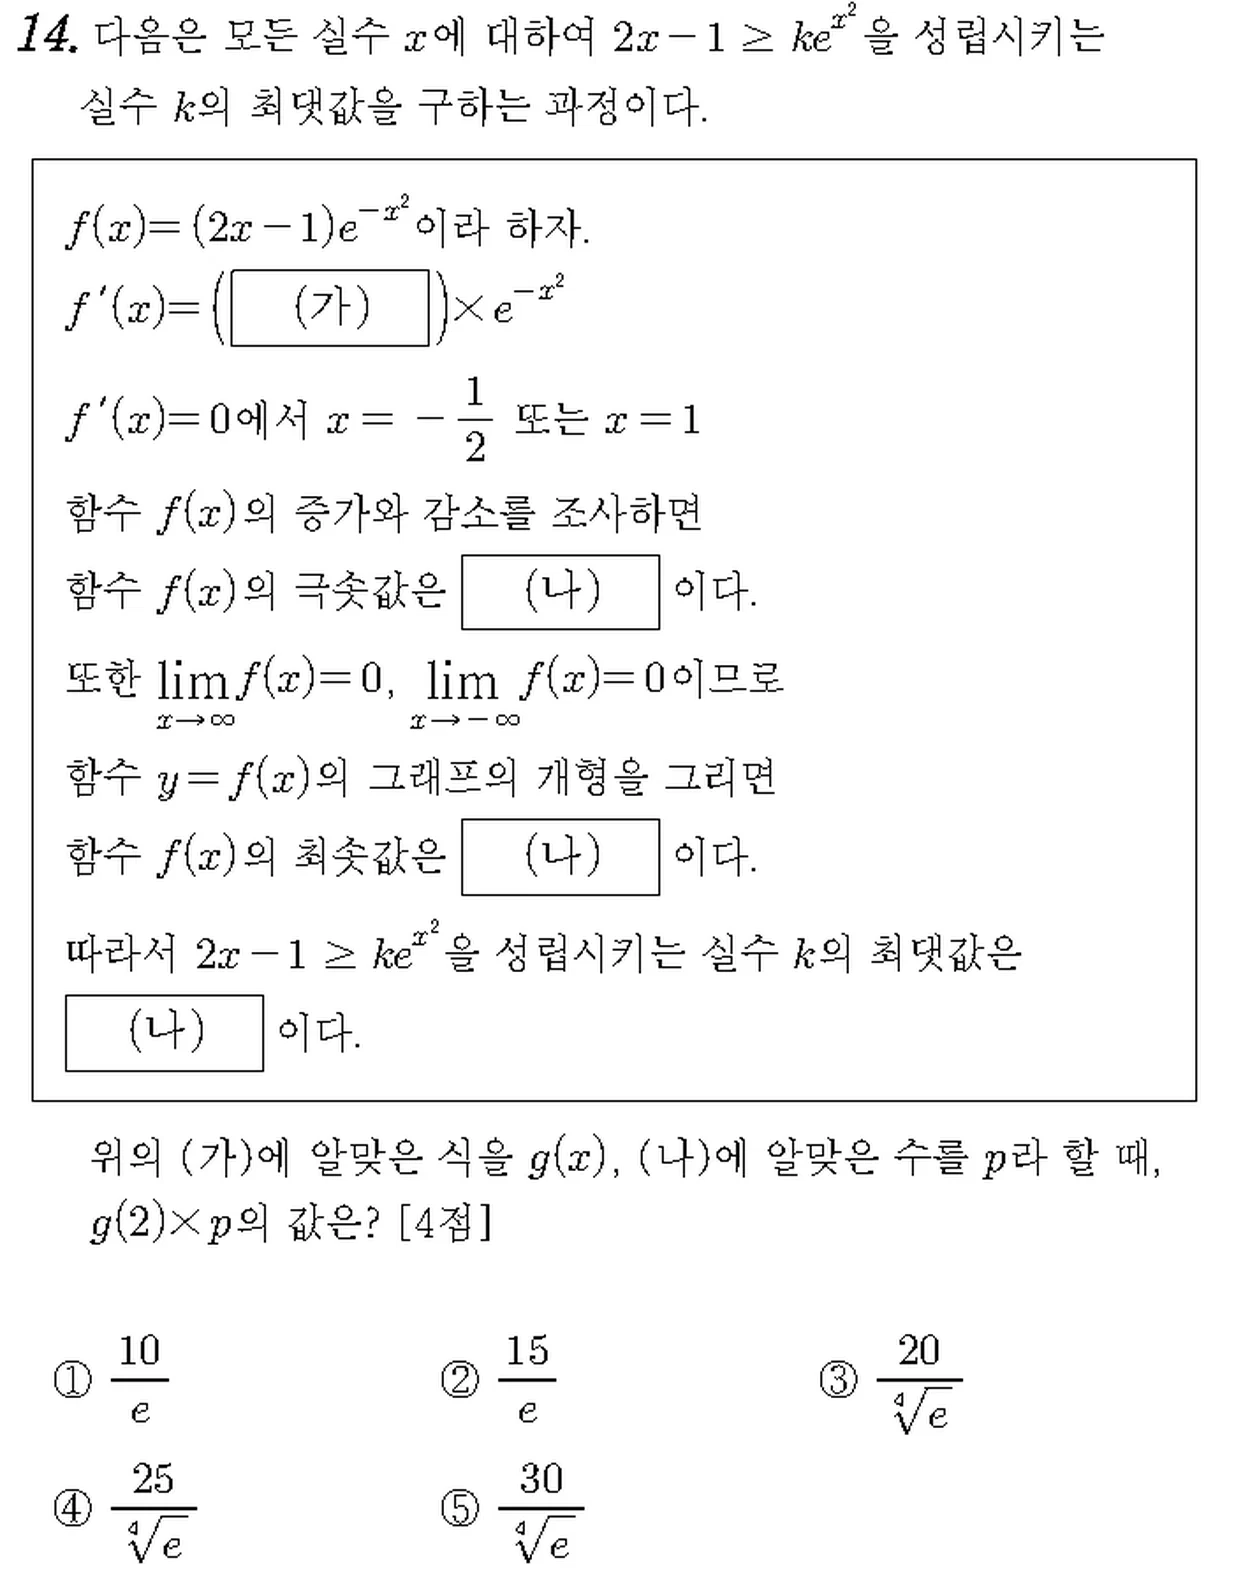 14. 다음은 모든 실수 x에 대하여 2x−1 ≥ ke^{x^2}을 성립시키는
실수 k의 최댓값을 구하는 과정이다.
f(x)=(2x−1)e^{−x^2}이라 하자.
f′(x)=((가))×e^{−x^2}
f′(x)=0에서 x=−1/2 또는 x=1
함수 f(x)의 증가와 감소를 조사하면
함수 f(x)의 극솟값은 (나) 이다.
또한 lim_{x→∞} f(x)=0, lim_{x→−∞} f(x)=0이므로
함수 y=f(x)의 그래프의 개형을 그리면
함수 f(x)의 최솟값은 (나) 이다.
따라서 2x−1 ≥ ke^{x^2}을 성립시키는 실수 k의 최댓값은
(나) 이다.
위의 (가)에 알맞은 식을 g(x), (나)에 알맞은 수를 p라 할 때,
g(2)×p의 값은? [4점]
① 10/e ② 15/e ③ 20/∜e
④ 25/∜e ⑤ 30/∜e